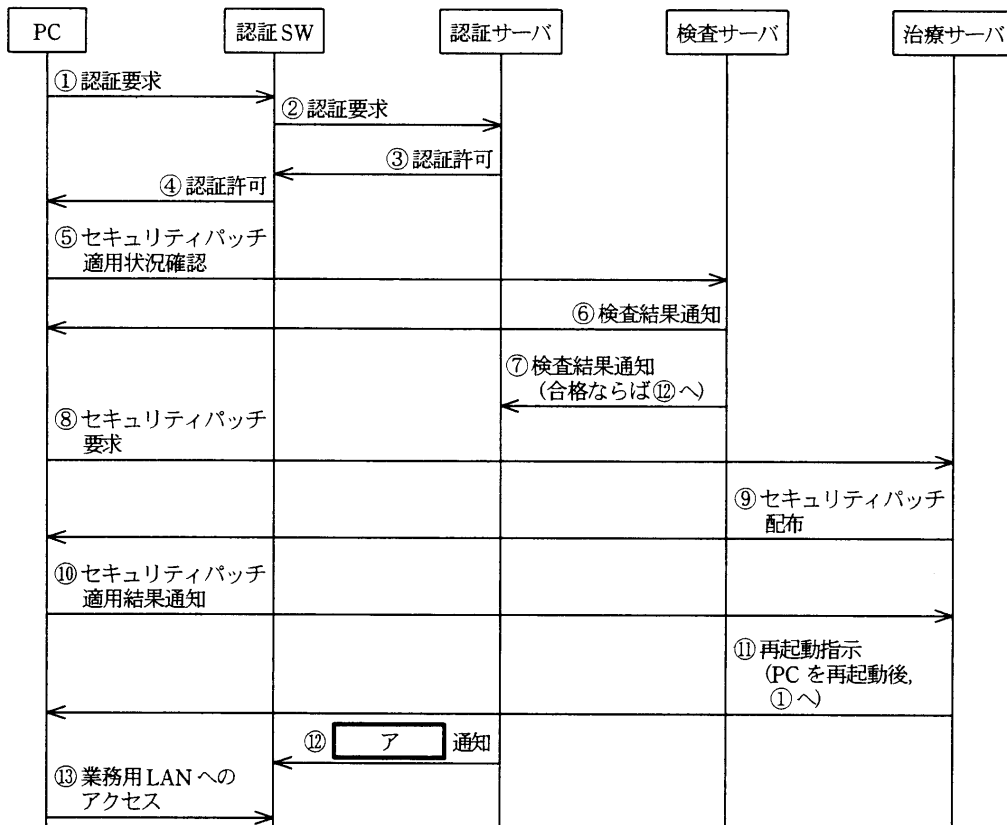 PC
認証SW
認証サーバ
検査サーバ
治療サーバ
①認証要求
②認証要求
③認証許可
④認証許可
⑤セキュリティパッチ
適用状況確認
⑥検査結果通知
⑦検査結果通知
(合格ならば⑫へ)
⑧セキュリティパッチ
要求
⑨セキュリティパッチ
配布
⑩セキュリティパッチ
適用結果通知
⑪再起動指示
(PCを再起動後,
①へ)
⑫ ア 通知
⑬業務用LANへの
アクセス